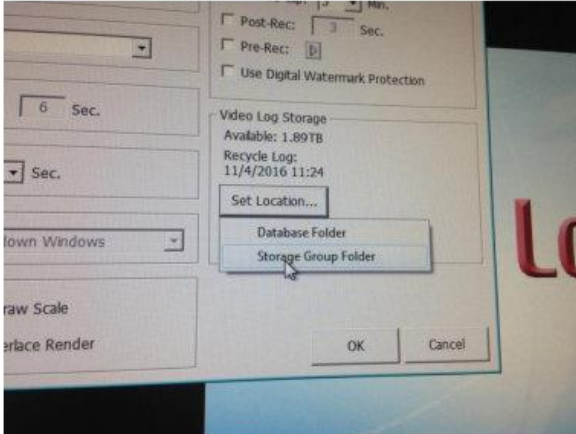 Min.
Post-Rec: 3 Sec.
Pre-Rec:
Use Digital Watermark Protection
6 Sec.
Video Log Storage
Available: 1.89TB
Recycle Log:
11/4/2016 11:24
Sec.
Set Location...
Database Folder
down Windows
Storage Group Folder
raw Scale
erlace Render
OK Cancel
Lo